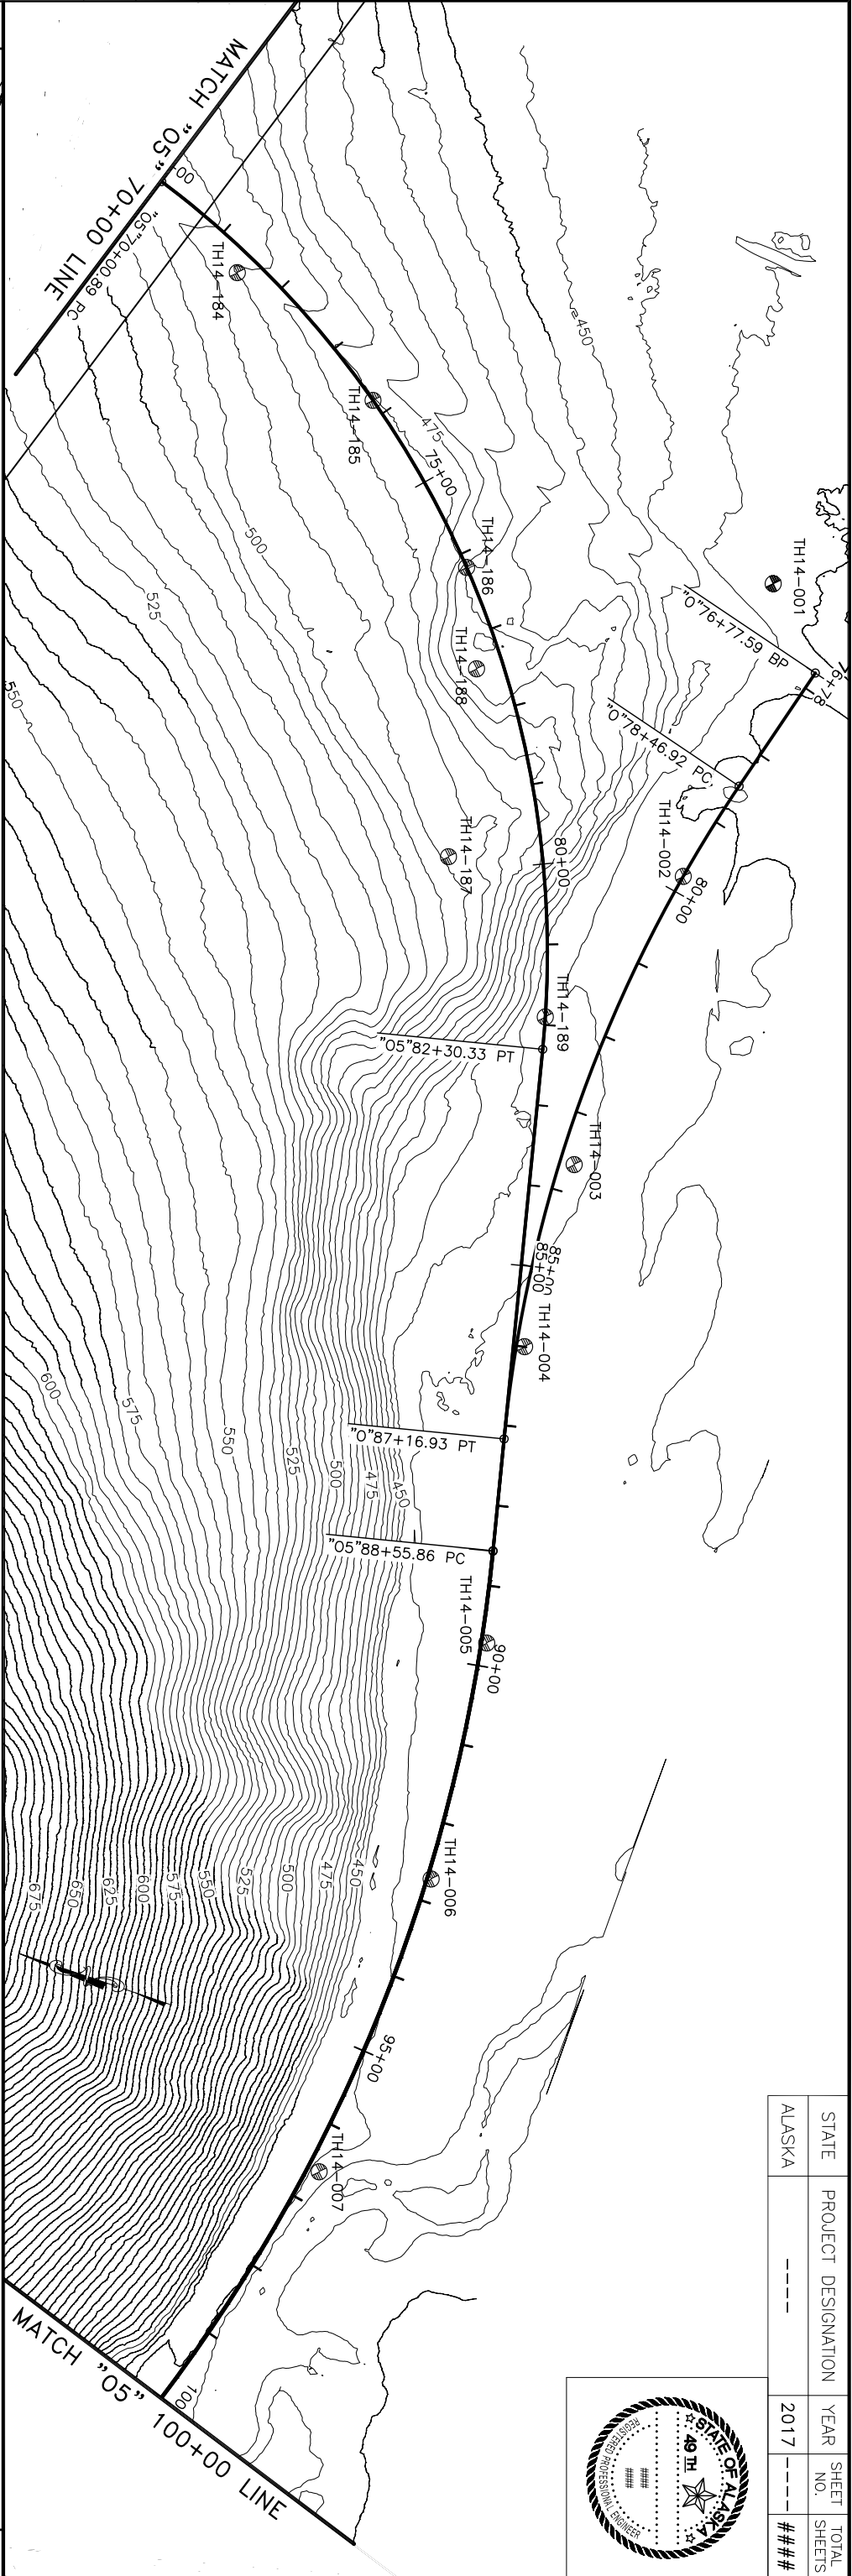 STATE
PROJECT DESIGNATION
YEAR
SHEET NO.
TOTAL SHEETS
ALASKA
----
2017
----
####
STATE OF ALASKA
49 TH
####
####
REGISTERED PROFESSIONAL ENGINEER
MATCH "05" 70+00 LINE
00
"05"70+00.89 PC
TH14-184
TH14-185
475
75+00
TH14-186
TH14-188
450
500
525
550
TH14-001
"O"76+77.59 BP
76+78
"O"78+46.92 PC
TH14-002
80+00
TH14-187
80+00
TH14-189
"05"82+30.33 PT
TH14-003
85+00
85+00
TH14-004
"O"87+16.93 PT
600
575
550
525
500
475
450
"05"88+55.86 PC
TH14-005
90+00
TH14-006
450
475
500
525
550
575
600
625
650
675
95+00
TH14-007
100
MATCH "05" 100+00 LINE